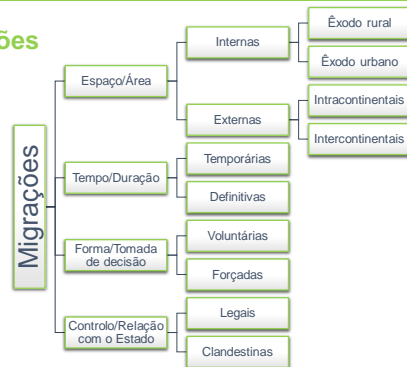 ões
Migrações
Espaço/Área
Internas
Êxodo rural
Êxodo urbano
Externas
Intracontinentais
Intercontinentais
Tempo/Duração
Temporárias
Definitivas
Forma/Tomada
de decisão
Voluntárias
Forçadas
Controlo/Relação
com o Estado
Legais
Clandestinas